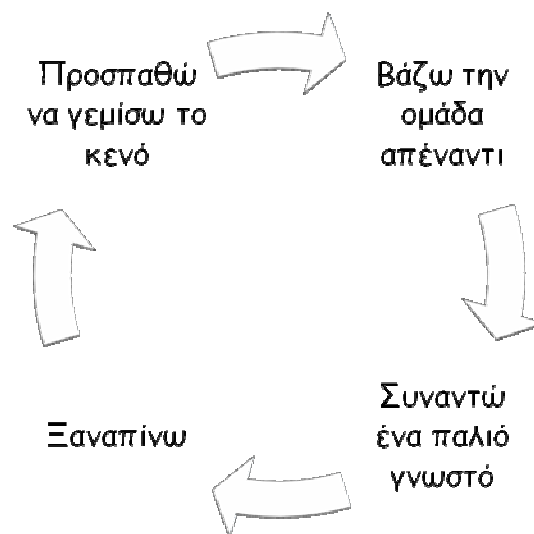 Προσπαθώ
να γεμίσω το
κενό
Βάζω την
ομάδα
απέναντι
Συναντώ
ένα παλιό
γνωστό
Ξαναπίνω